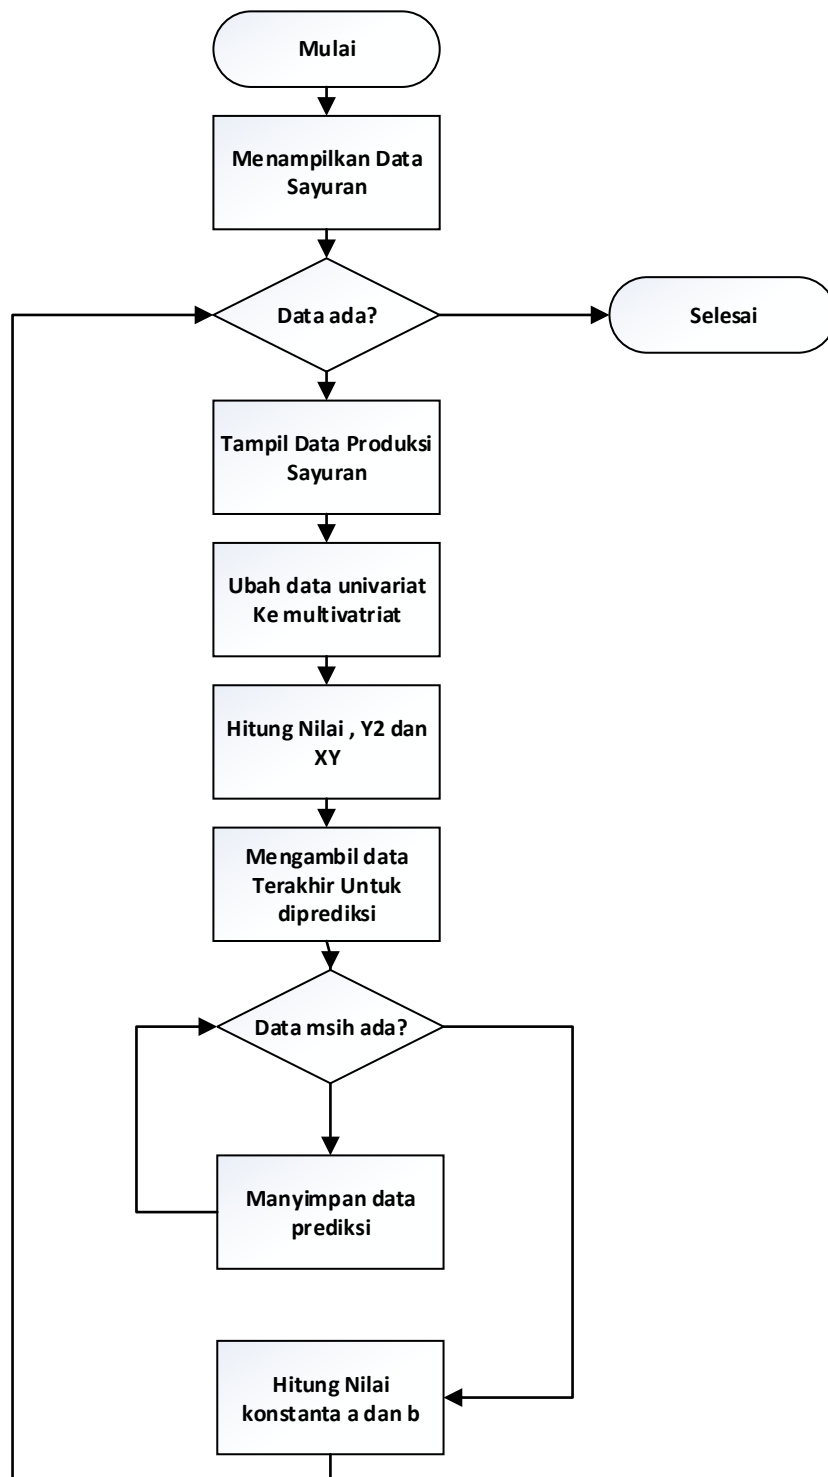 Mulai
Menampilkan Data
Sayuran
Data ada?
Selesai
Tampil Data Produksi
Sayuran
Ubah data univariat
Ke multivatriat
Hitung Nilai , Y2 dan
XY
Mengambil data
Terakhir Untuk
diprediksi
Data msih ada?
Manyimpan data
prediksi
Hitung Nilai
konstanta a dan b